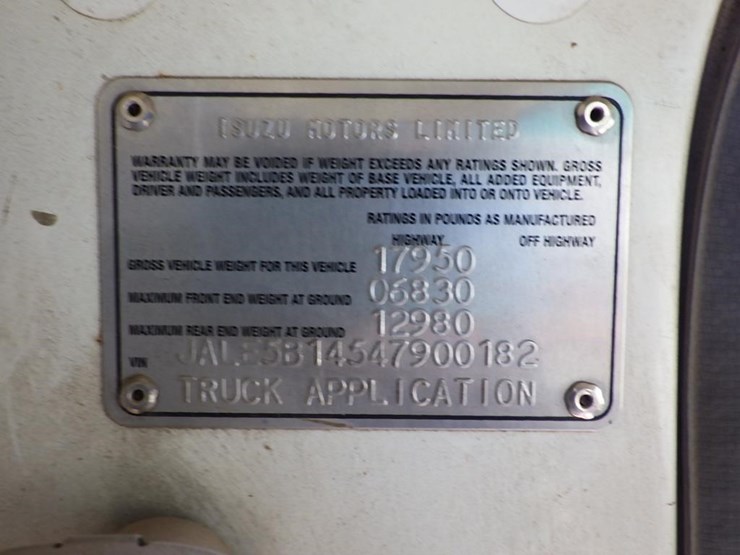 ISUZU MOTORS LIMITED
WARRANTY MAY BE VOIDED IF WEIGHT EXCEEDS ANY RATINGS SHOWN. GROSS
VEHICLE WEIGHT INCLUDES WEIGHT OF BASE VEHICLE, ALL ADDED EQUIPMENT,
DRIVER AND PASSENGERS, AND ALL PROPERTY LOADED INTO OR ONTO VEHICLE.
RATINGS IN POUNDS AS MANUFACTURED
HIGHWAY OFF HIGHWAY
GROSS VEHICLE WEIGHT FOR THIS VEHICLE 17950
MAXIMUM FRONT END WEIGHT AT GROUND 06830
MAXIMUM REAR END WEIGHT AT GROUND 12980
VIN JALE5B14547900182
TRUCK APPLICATION